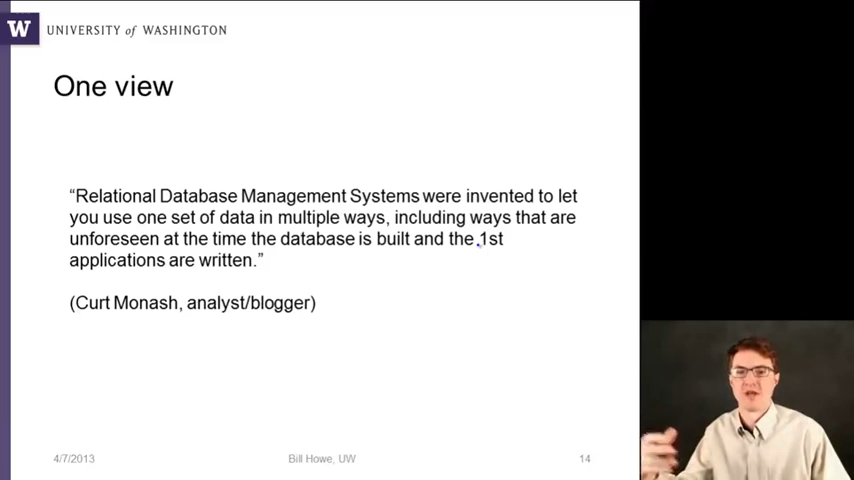 W UNIVERSITY of WASHINGTON
One view
“Relational Database Management Systems were invented to let
you use one set of data in multiple ways, including ways that are
unforeseen at the time the database is built and the 1st
applications are written.”
(Curt Monash, analyst/blogger)
4/7/2013 Bill Howe, UW 14